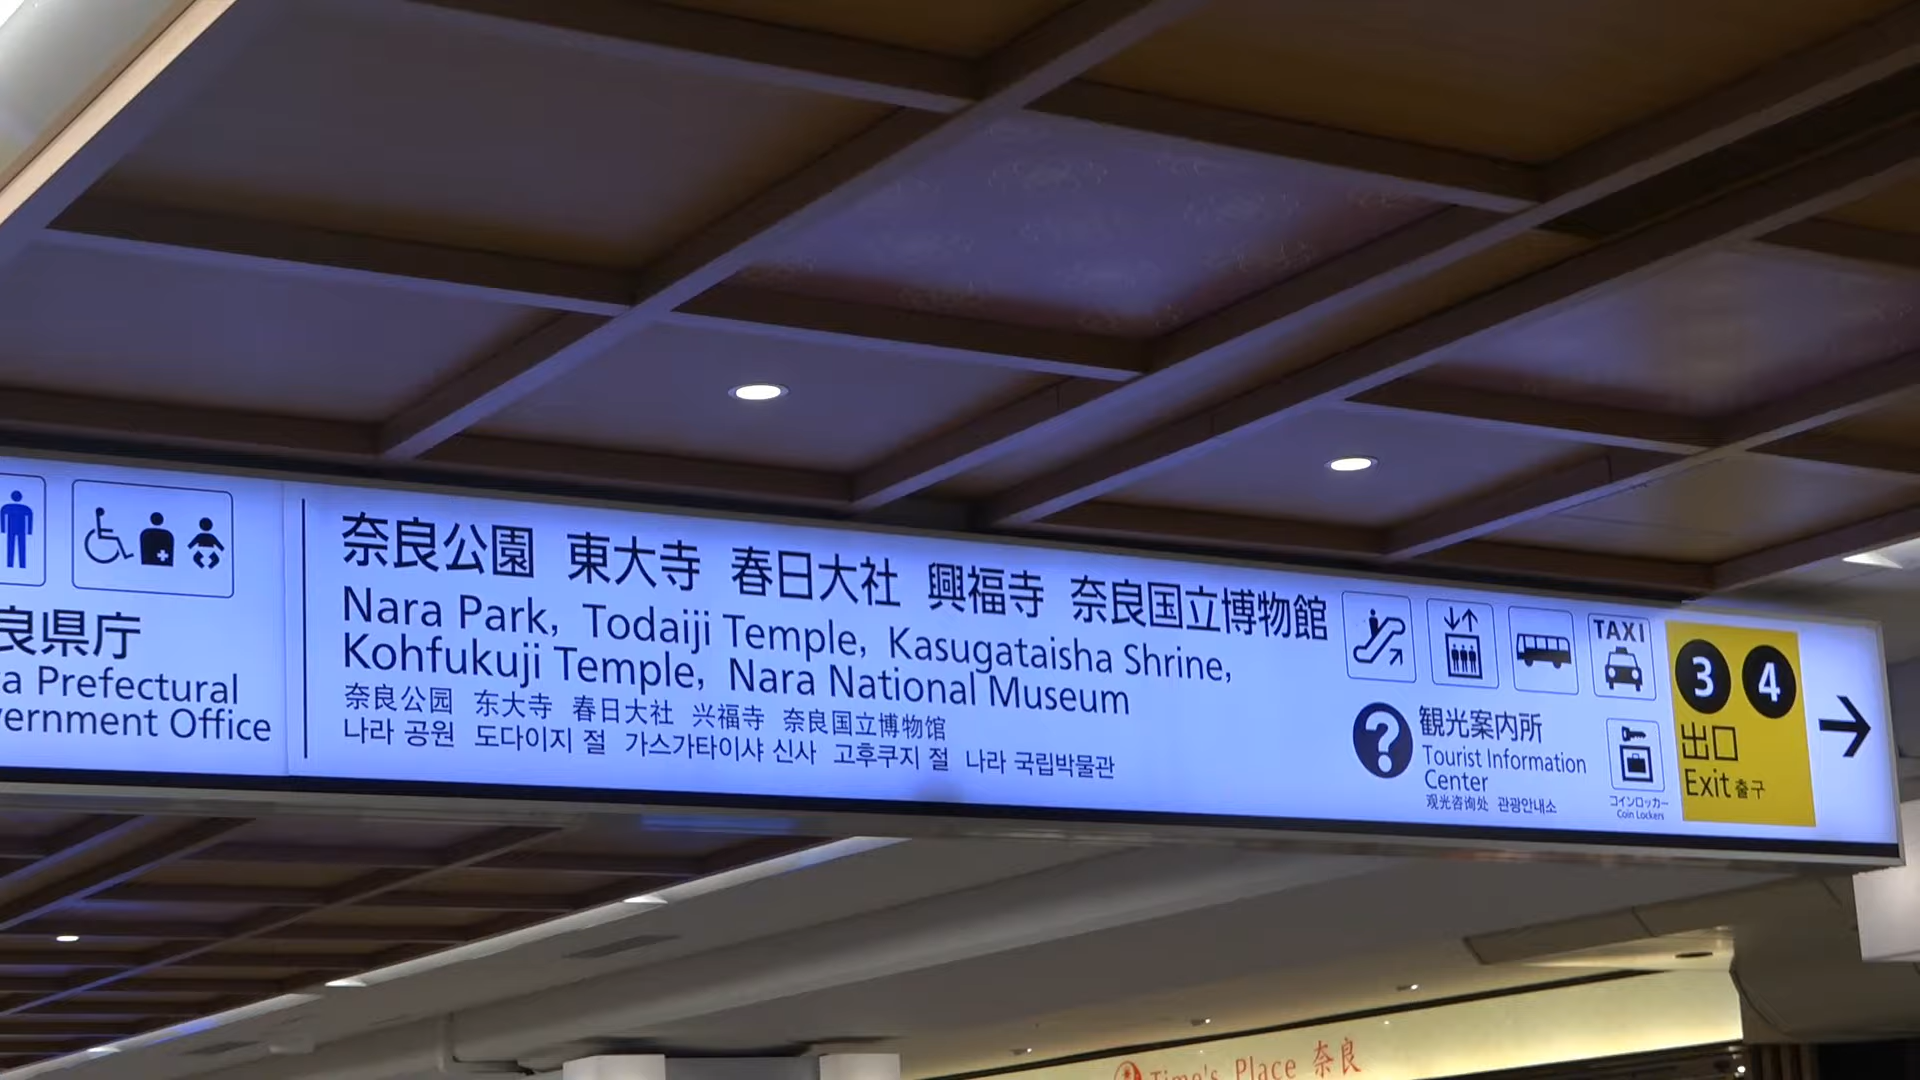 良県庁
a Prefectural
ernment Office
奈良公園 東大寺 春日大社 興福寺 奈良国立博物館
Nara Park, Todaiji Temple, Kasugataisha Shrine,
Kohfukuji Temple, Nara National Museum
奈良公园 东大寺 春日大社 兴福寺 奈良国立博物馆
나라 공원 도다이지 절 가스가타이샤 신사 고후쿠지 절 나라 국립박물관
TAXI
?
観光案内所
Tourist Information
Center
观光咨询处 관광안내소
コインロッカー
Coin Lockers
3 4
出口
Exit 출구
→
Time's Place 奈良